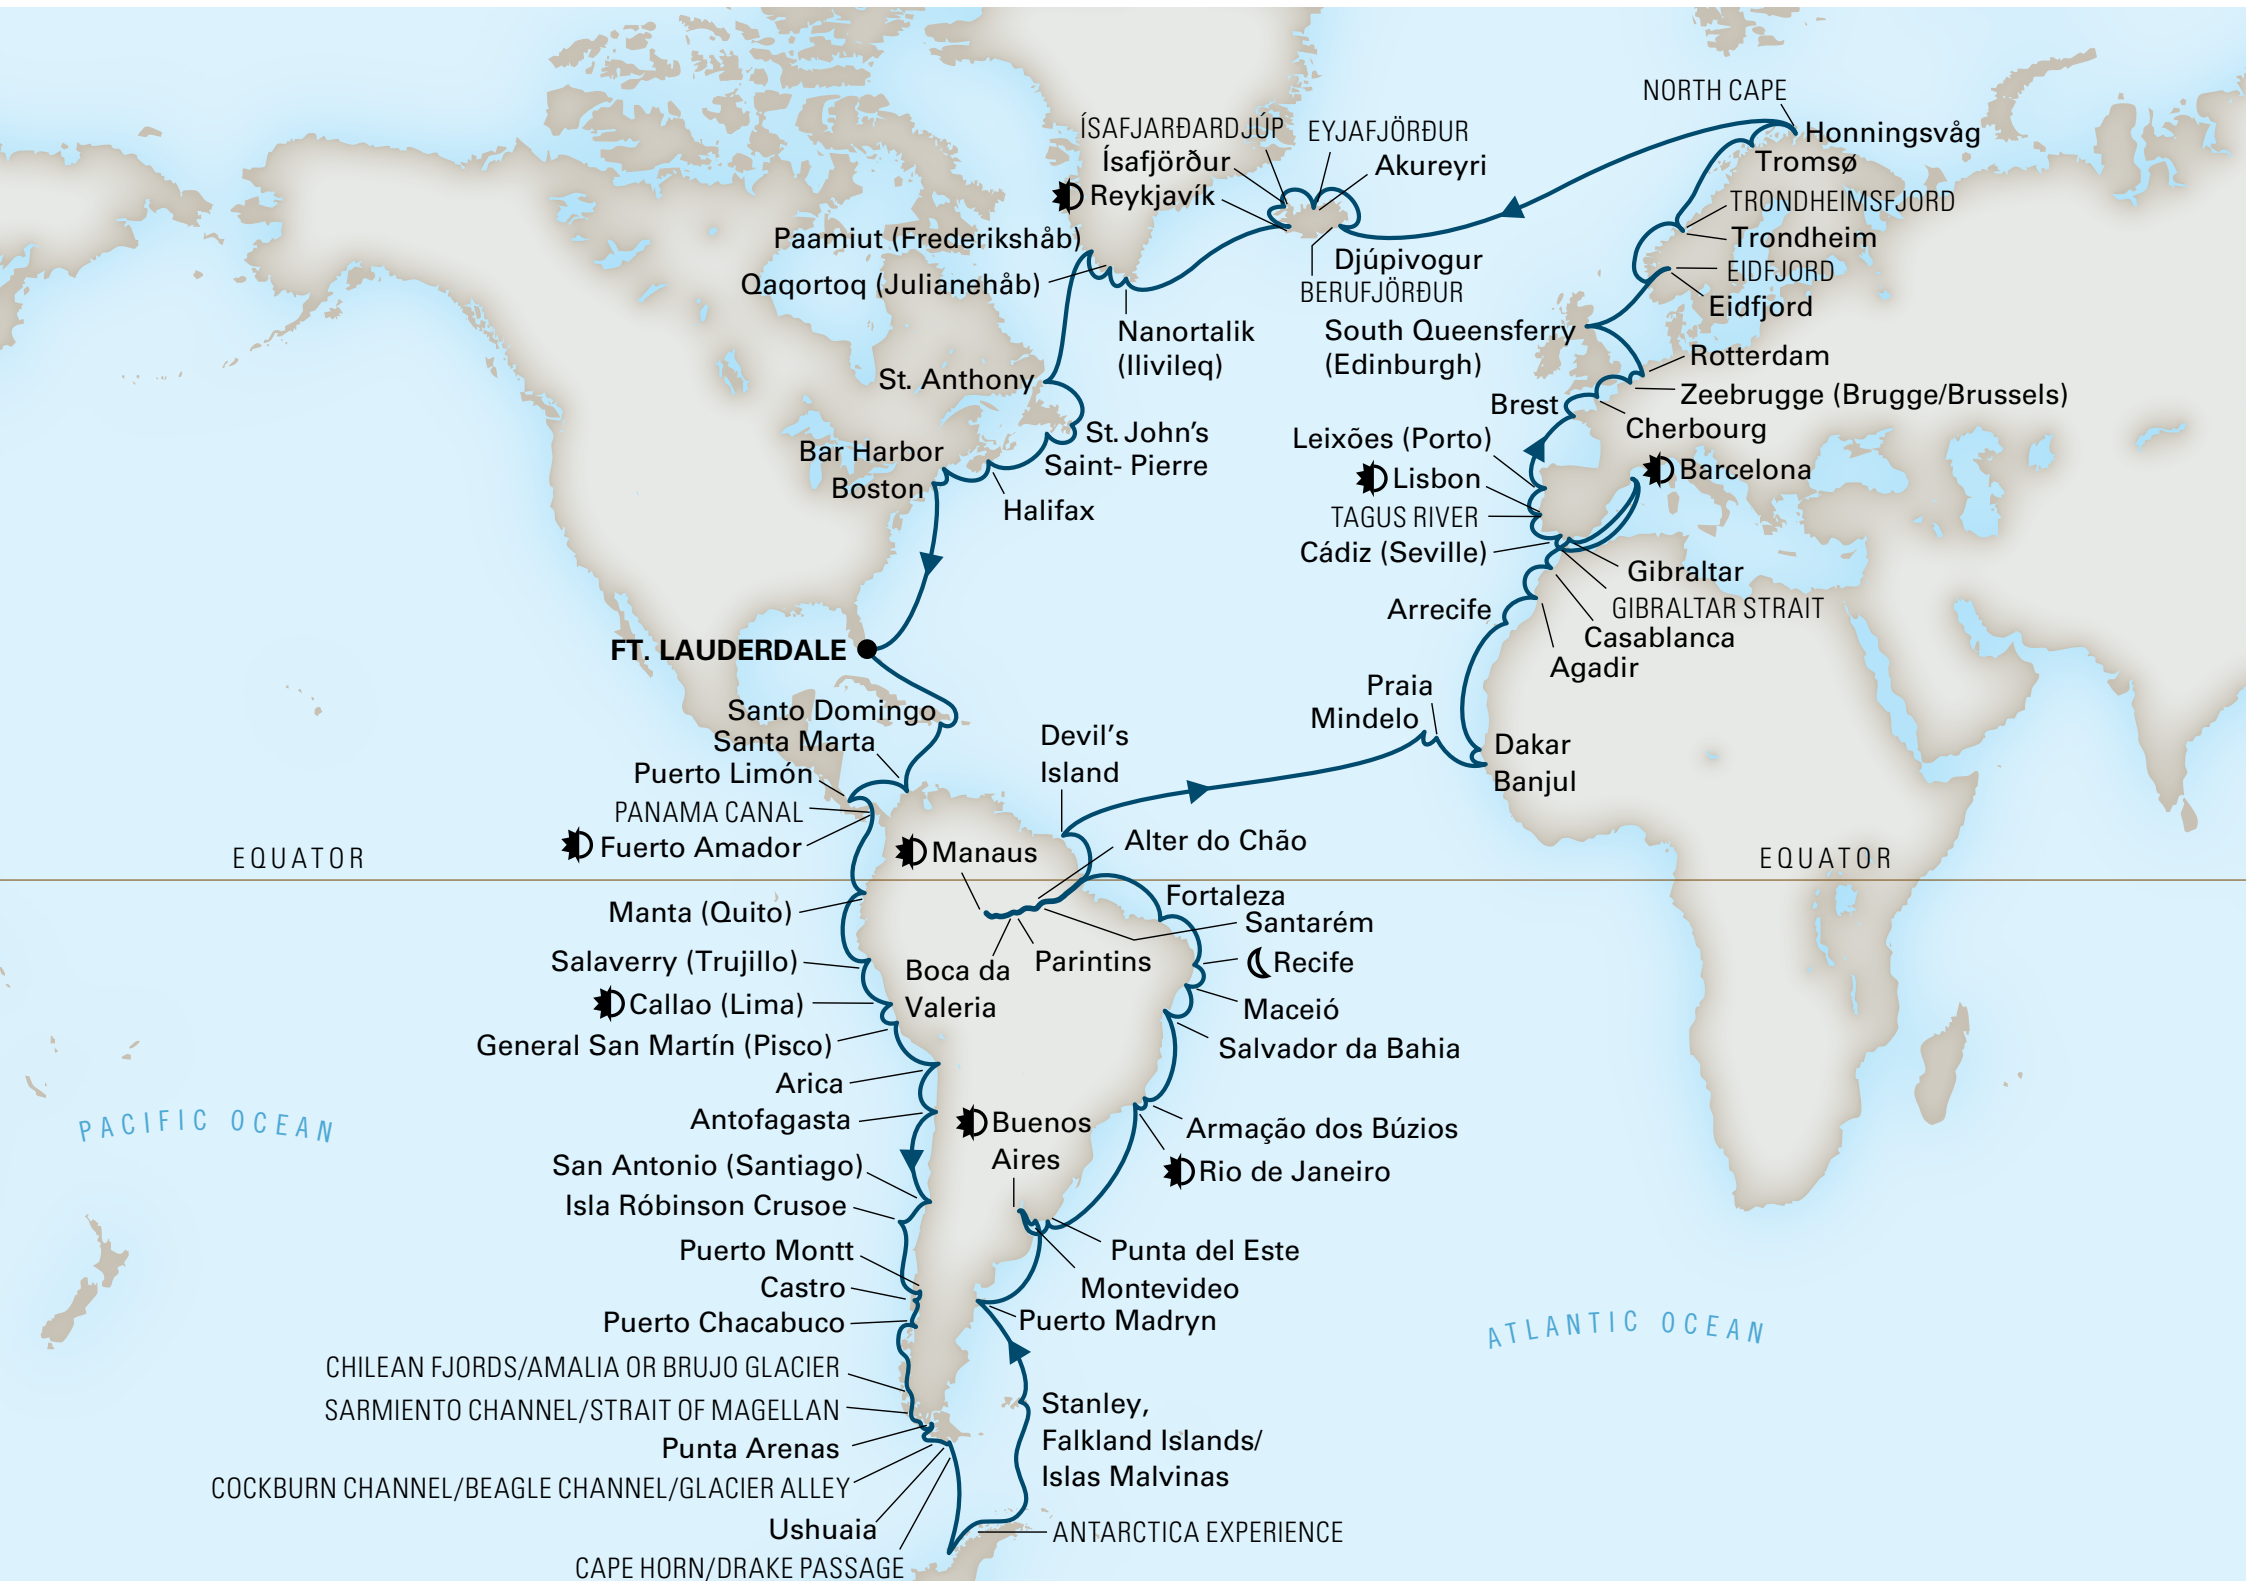 NORTH CAPE
Honningsvåg
Tromsø
TRONDHEIMSFJORD
Trondheim
EIDFJORD
Eidfjord
ÍSAFJARÐARDJÚP
EYJAFJÖRÐUR
Ísafjörður
Akureyri
Reykjavík
Djúpivogur
BERUFJÖRÐUR
Paamiut (Frederikshåb)
Qaqortoq (Julianehåb)
Nanortalik
(Ilivileq)
South Queensferry
(Edinburgh)
Rotterdam
Zeebrugge (Brugge/Brussels)
Brest
Cherbourg
Leixões (Porto)
Lisbon
Barcelona
TAGUS RIVER
Cádiz (Seville)
Gibraltar
GIBRALTAR STRAIT
Casablanca
Agadir
Arrecife
St. Anthony
St. John's
Saint- Pierre
Bar Harbor
Boston
Halifax
FT. LAUDERDALE
Santo Domingo
Santa Marta
Puerto Limón
PANAMA CANAL
Fuerto Amador
Praia
Mindelo
Dakar
Banjul
Devil's
Island
Manaus
Alter do Chão
EQUATOR
EQUATOR
Fortaleza
Santarém
Recife
Parintins
Boca da
Valeria
Maceió
Salvador da Bahia
Manta (Quito)
Salaverry (Trujillo)
Callao (Lima)
General San Martín (Pisco)
Arica
Antofagasta
Buenos
Aires
Armação dos Búzios
Rio de Janeiro
San Antonio (Santiago)
Isla Róbinson Crusoe
Puerto Montt
Castro
Puerto Chacabuco
Punta del Este
Montevideo
Puerto Madryn
PACIFIC OCEAN
ATLANTIC OCEAN
CHILEAN FJORDS/AMALIA OR BRUJO GLACIER
SARMIENTO CHANNEL/STRAIT OF MAGELLAN
Punta Arenas
COCKBURN CHANNEL/BEAGLE CHANNEL/GLACIER ALLEY
Ushuaia
CAPE HORN/DRAKE PASSAGE
Stanley,
Falkland Islands/
Islas Malvinas
ANTARCTICA EXPERIENCE